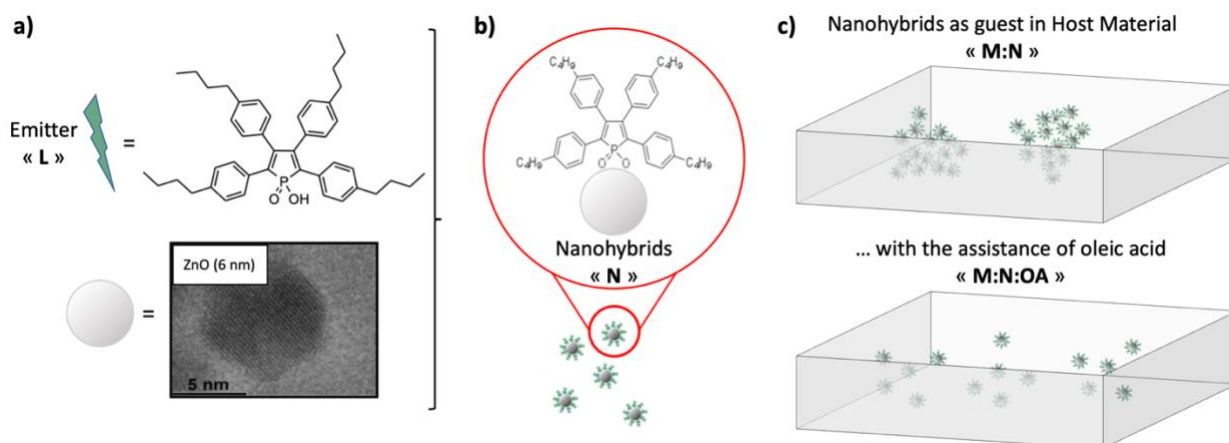 a)
Emitter
« L »
=
P
O
OH
ZnO (6 nm)
=
5 nm
b)
C₄H₉
C₄H₉
C₄H₉
C₄H₉
P
O
O
Nanohybrids
« N »
c)
Nanohybrids as guest in Host Material
« M:N »
... with the assistance of oleic acid
« M:N:OA »